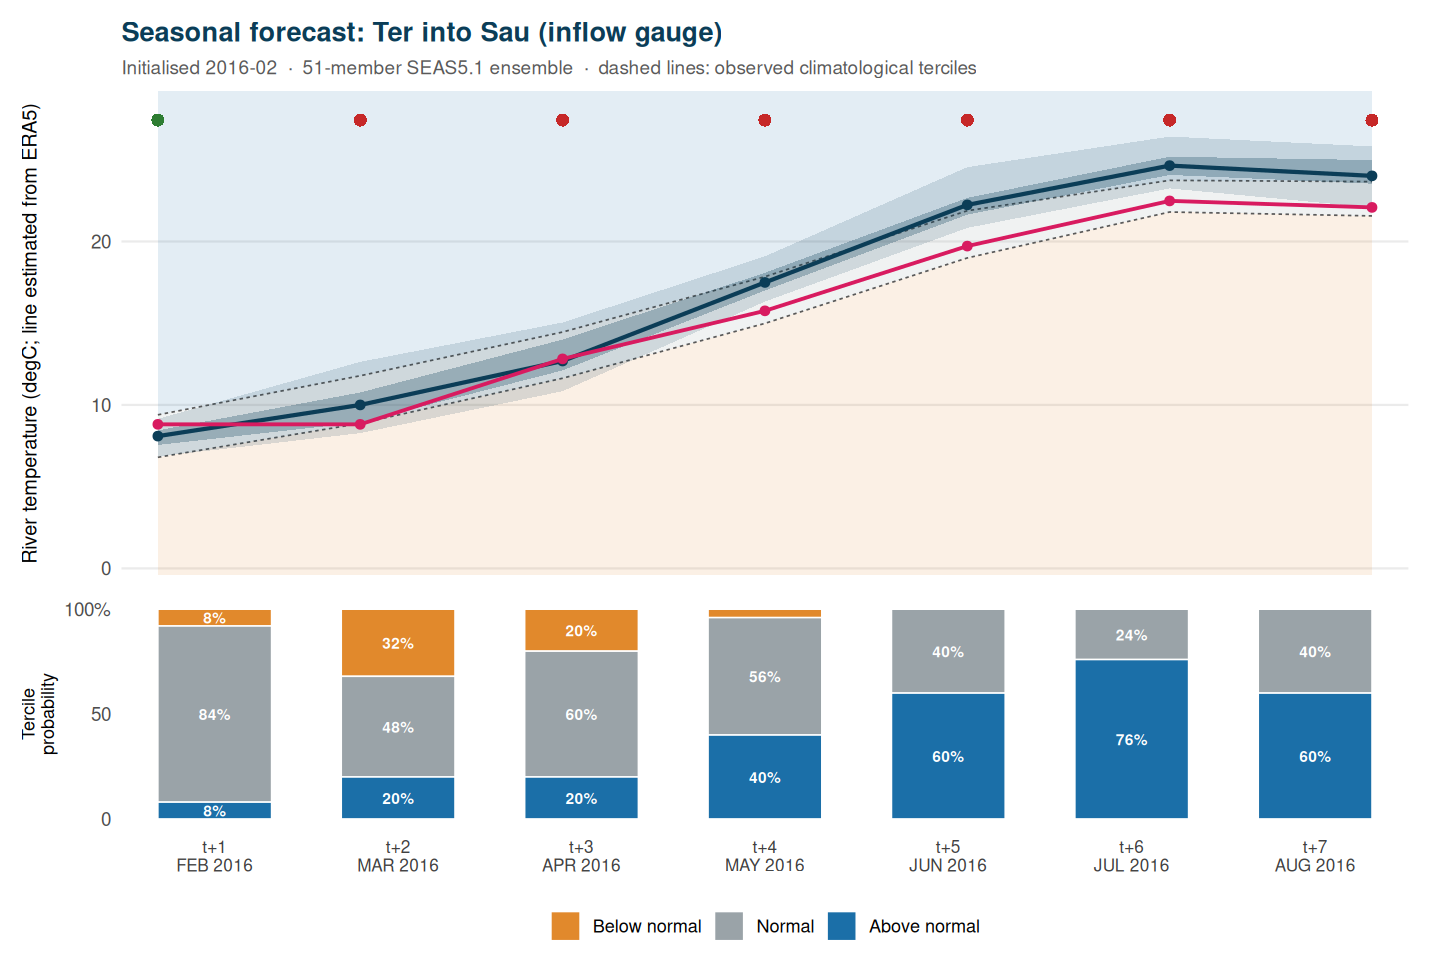 Seasonal forecast: Ter into Sau (inflow gauge)
Initialised 2016-02 · 51-member SEAS5.1 ensemble · dashed lines: observed climatological terciles
River temperature (degC; line estimated from ERA5)
20
10
0
Tercile
probability
100%
50
0
8%
84%
8%
32%
48%
20%
20%
60%
20%
56%
40%
40%
60%
24%
76%
40%
60%
t+1
FEB 2016
t+2
MAR 2016
t+3
APR 2016
t+4
MAY 2016
t+5
JUN 2016
t+6
JUL 2016
t+7
AUG 2016
Below normal
Normal
Above normal